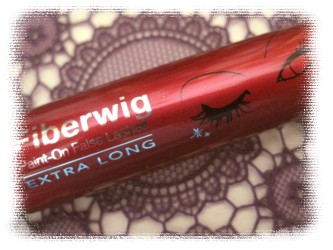 Fiberwig
Paint-On False Lashes
EXTRA LONG